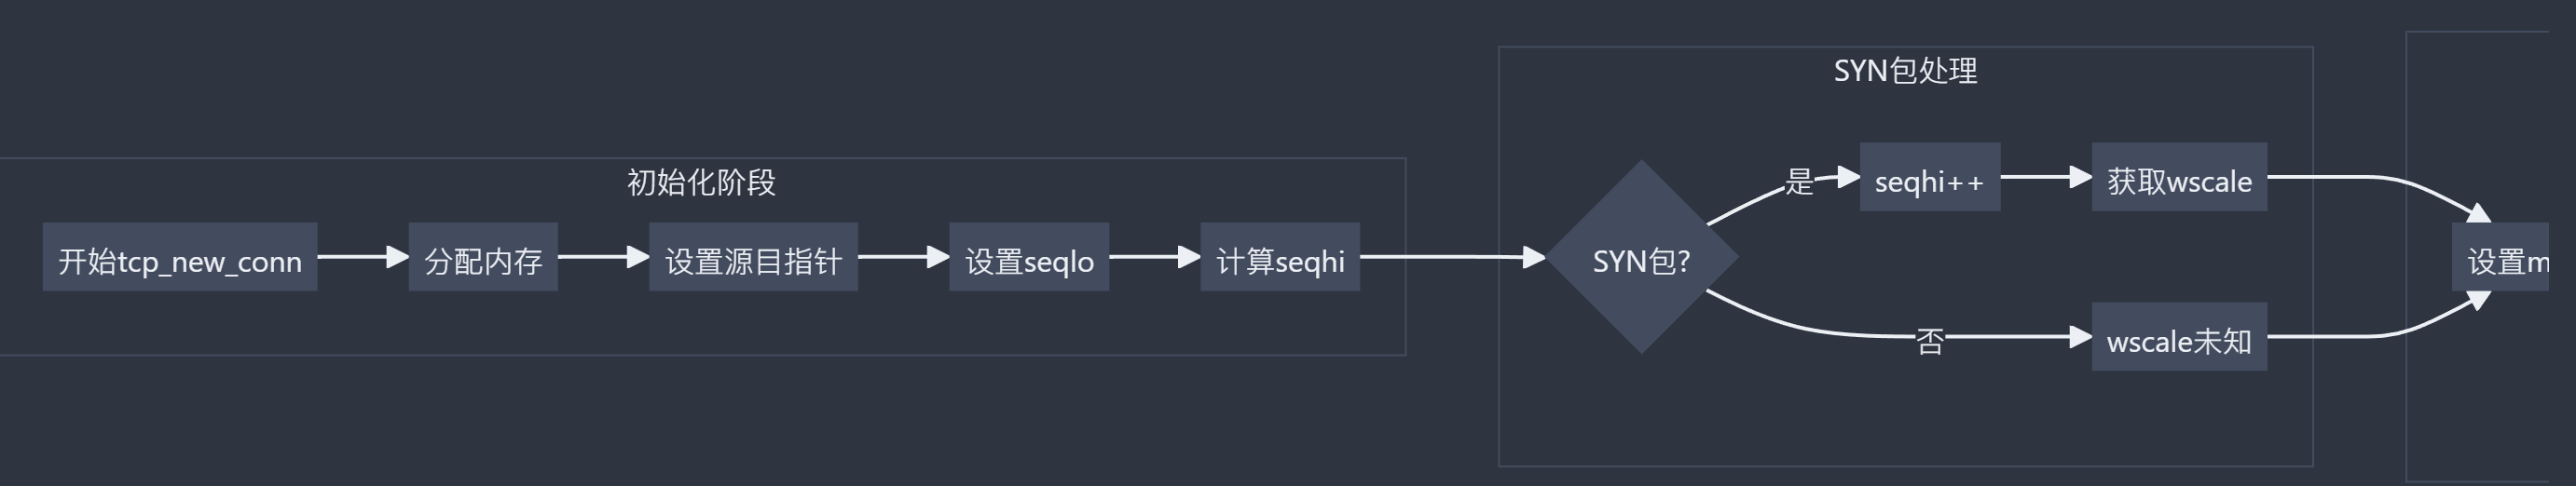 初始化阶段
开始tcp_new_conn
分配内存
设置源目指针
设置seqlo
计算seqhi
SYN包处理
SYN包?
是
seqhi++
获取wscale
否
wscale未知
设置m